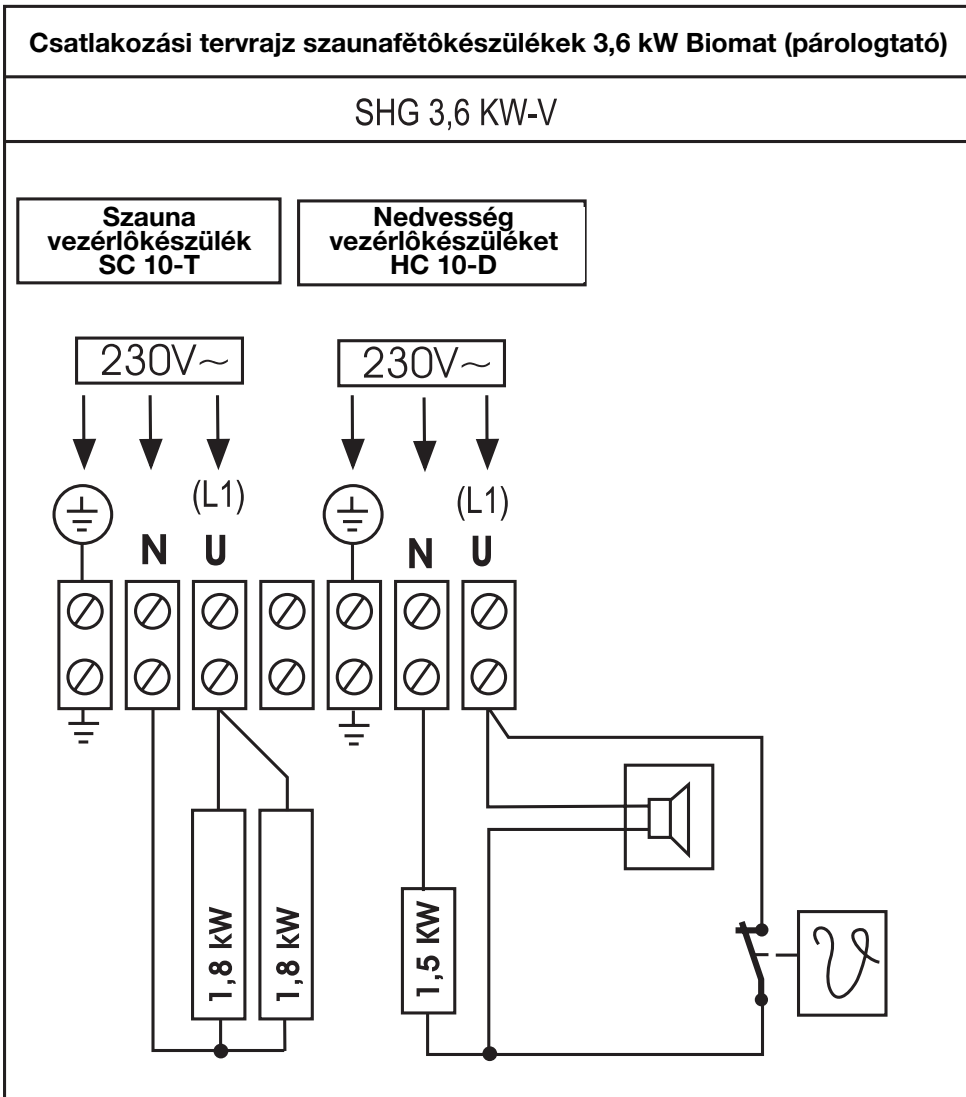 Csatlakozási tervrajz szaunafětôkészülékek 3,6 kW Biomat (párologtató)
SHG 3,6 KW-V
Szauna
vezérlôkészülék
SC 10-T
Nedvesség
vezérlôkészüléket
HC 10-D
230V~
230V~
(L1)
(L1)
N
U
N
U
1,8 kW
1,8 kW
1,5 KW
ϑ